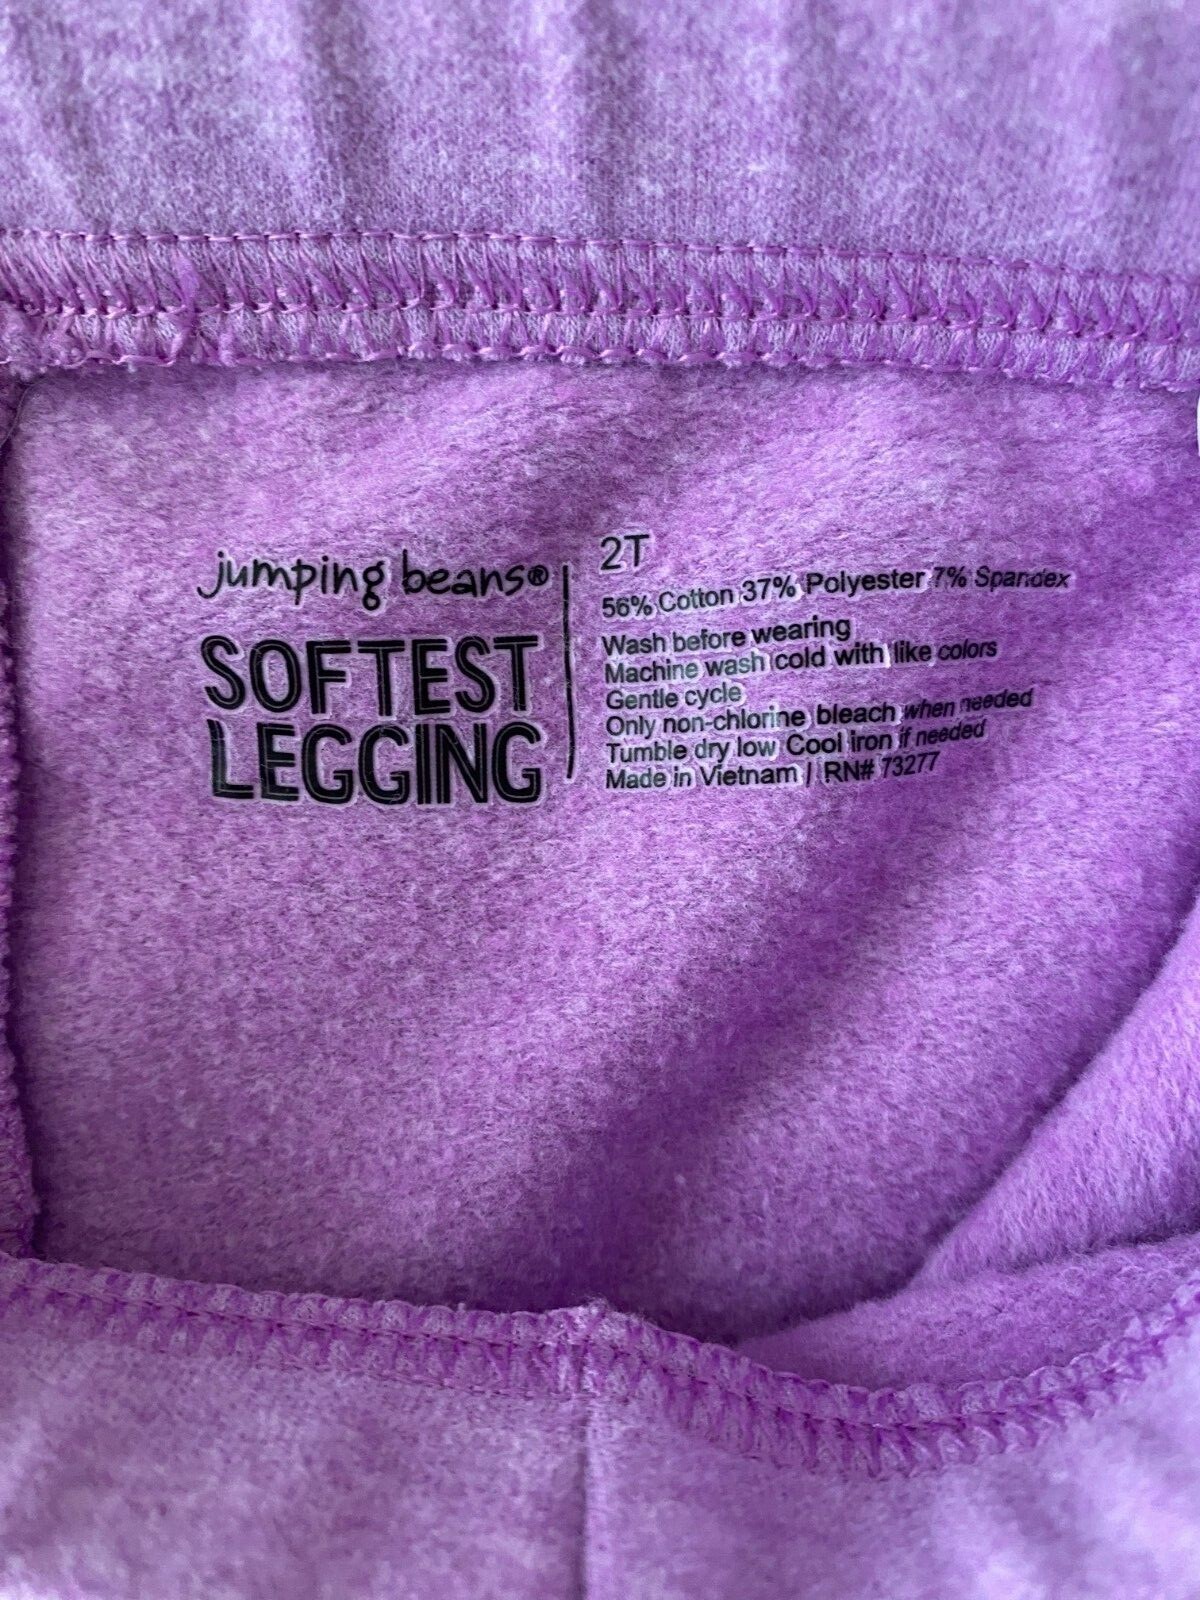 jumping beans®
SOFTEST
LEGGING
2T
56% Cotton 37% Polyester 7% Spandex
Wash before wearing
Machine wash cold with like colors
Gentle cycle
Only non-chlorine bleach when needed
Tumble dry low Cool iron if needed
Made in Vietnam / RN# 73277